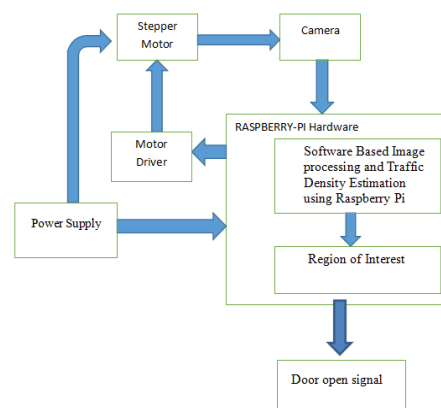 Stepper
Motor
Camera
RASPBERRY-PI Hardware
Motor
Driver
Software Based Image
processing and Traffic
Density Estimation
using Raspberry Pi
Power Supply
Region of Interest
Door open signal